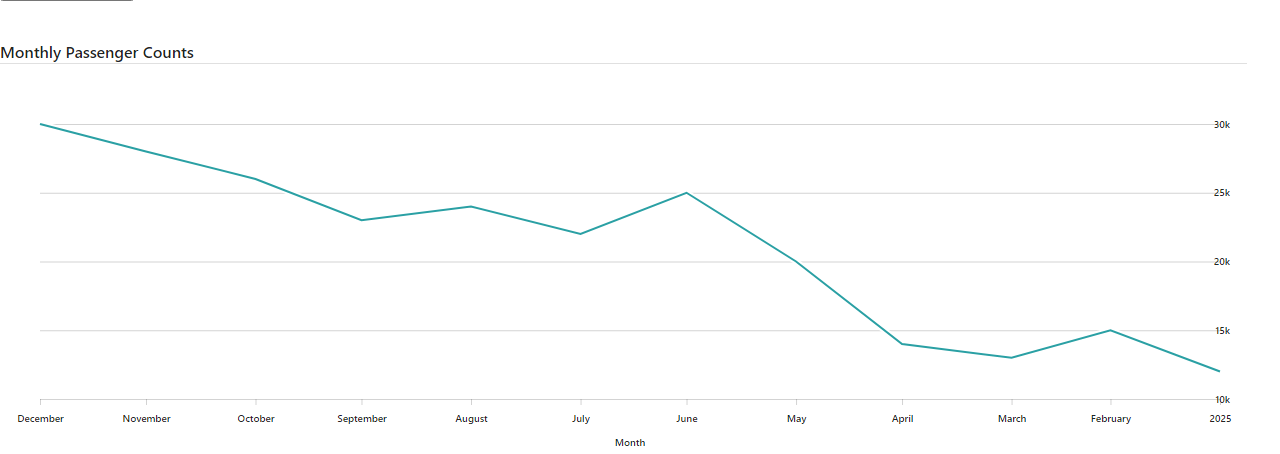 Monthly Passenger Counts
30k
25k
20k
15k
10k
December November October September August July June May April March February 2025
Month